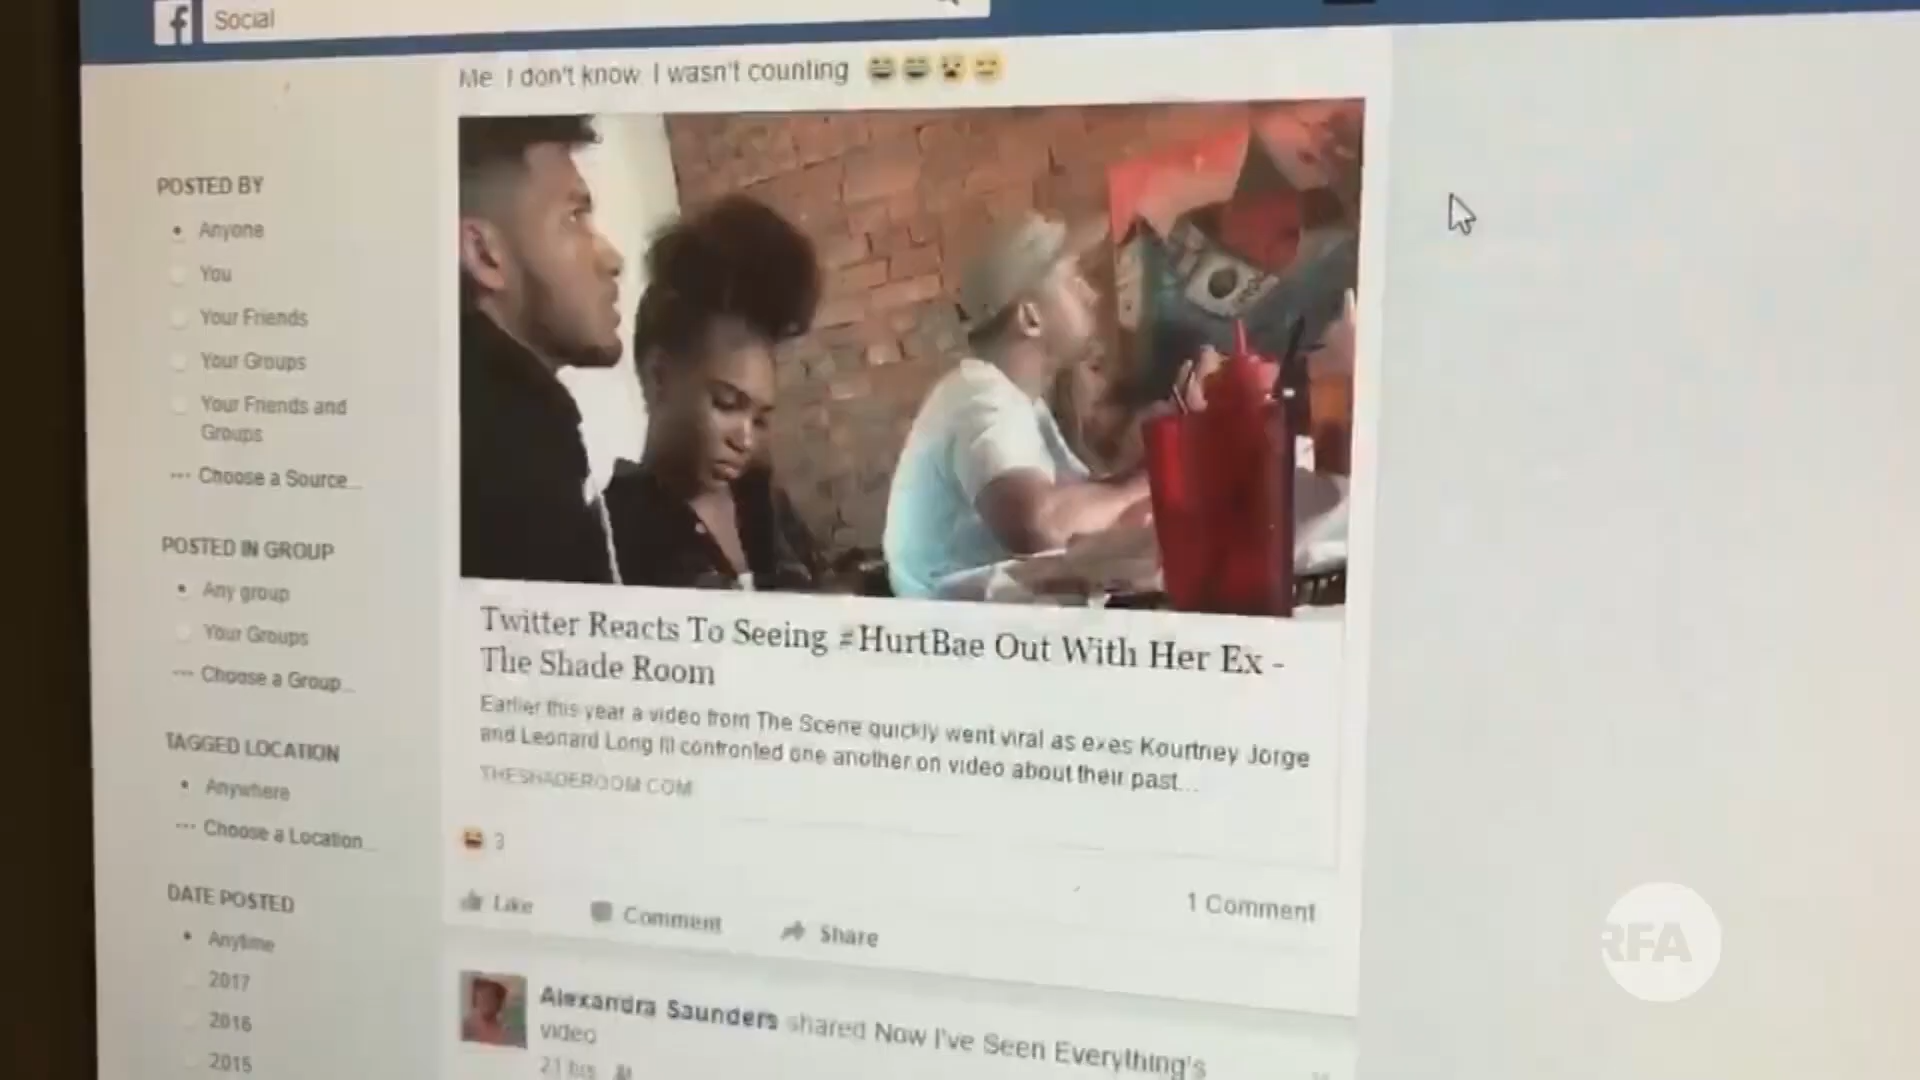 f
Social
Me I don't know I wasn't counting
POSTED BY
Anyone
You
Your Friends
Your Groups
Your Friends and
Groups
Choose a Source...
POSTED IN GROUP
Any group
Your Groups
Choose a Group...
TAGGED LOCATION
Anywhere
Choose a Location...
DATE POSTED
Anytime
2017
2016
2015
Twitter Reacts To Seeing #HurtBae Out With Her Ex -
The Shade Room
Earlier this year a video from The Scene quickly went viral as exes Kourtney Jorge
and Leonard Long III confronted one another on video about their past...
THESHADEROOM.COM
3
1 Comment
Like Comment Share
Alexandra Saunders shared Now I've Seen Everything's
video
21 hrs
RFA